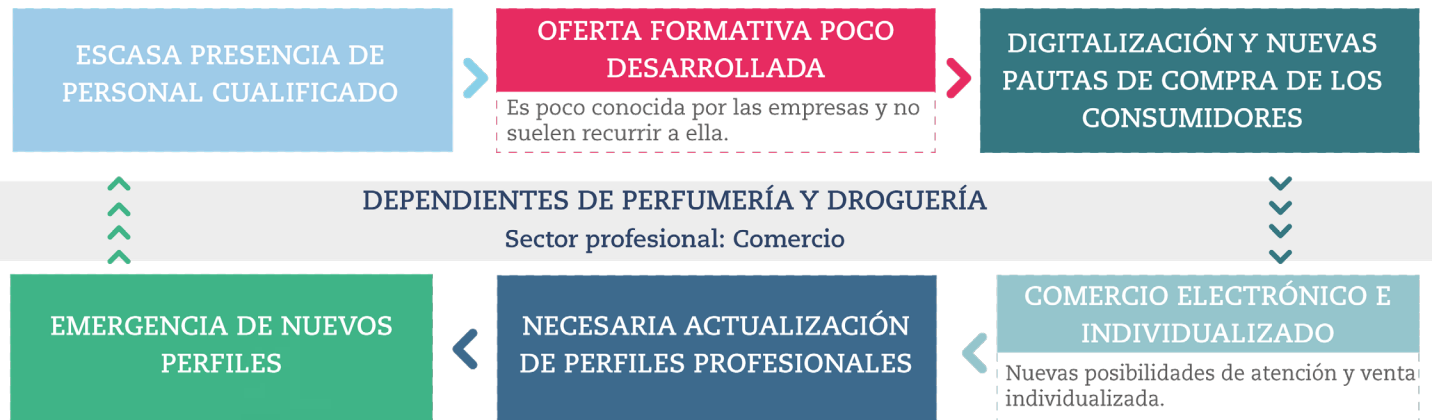 ESCASA PRESENCIA DE
PERSONAL CUALIFICADO
OFERTA FORMATIVA POCO
DESARROLLADA
Es poco conocida por las empresas y no
suelen recurrir a ella.
DIGITALIZACIÓN Y NUEVAS
PAUTAS DE COMPRA DE LOS
CONSUMIDORES
DEPENDIENTES DE PERFUMERÍA Y DROGUERÍA
Sector profesional: Comercio
EMERGENCIA DE NUEVOS
PERFILES
NECESARIA ACTUALIZACIÓN
DE PERFILES PROFESIONALES
COMERCIO ELECTRÓNICO E
INDIVIDUALIZADO
Nuevas posibilidades de atención y venta
individualizada.